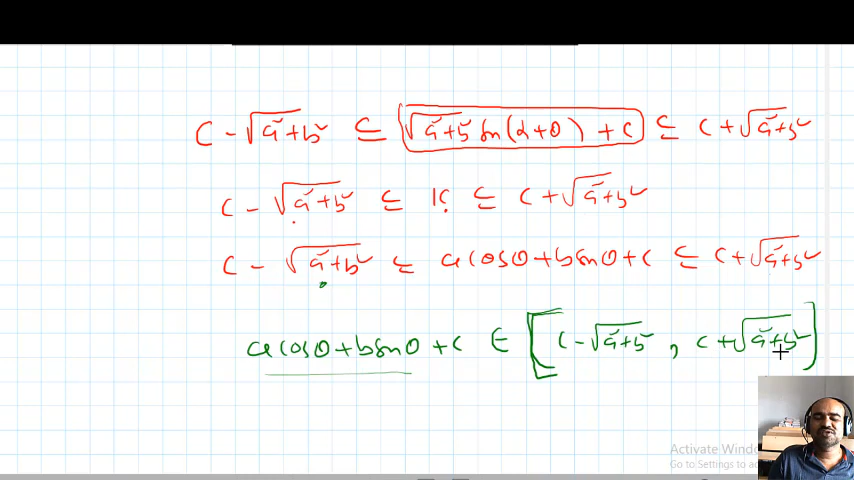 C - √a²+b² ≤ √a²+b² sin(α+θ) + c ≤ c + √a²+b²
c - √a²+b² ≤ K ≤ c + √a²+b²
c - √a²+b² ≤ a cosθ + b sinθ + c ≤ c + √a²+b²
a cosθ + b sinθ + c ∈ [c - √a²+b² , c + √a²+b²]
Activate Windo
Go to Settings to ac